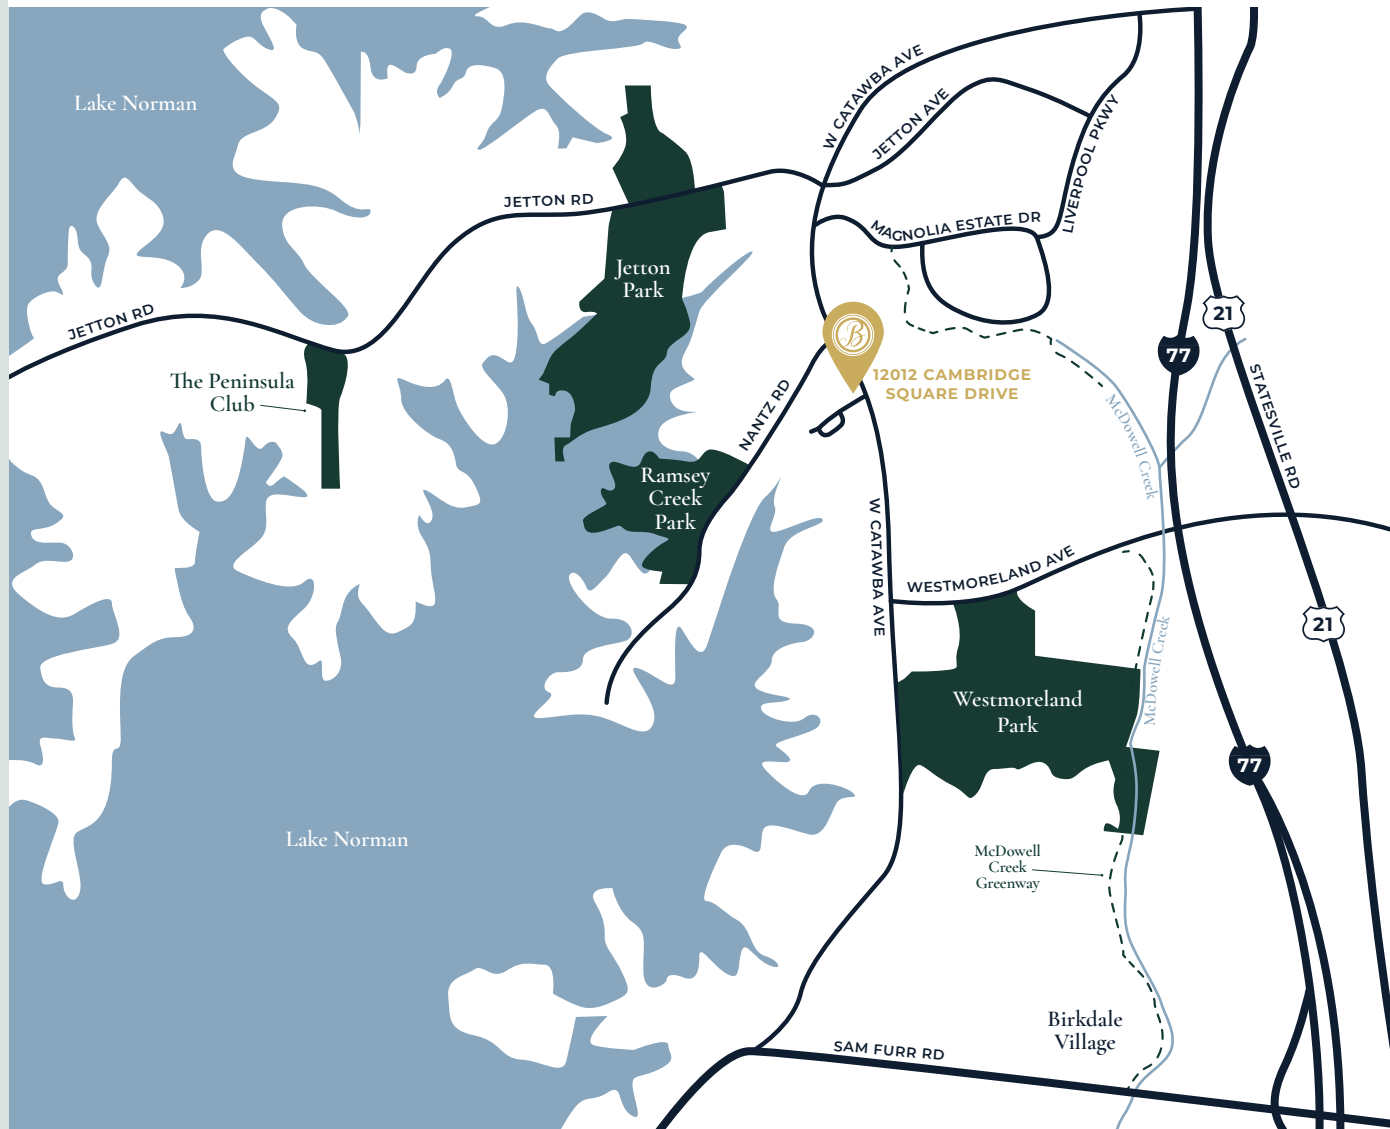 Lake Norman
W CATAWBA AVE
JETTON AVE
LIVERPOOL PKWY
JETTON RD
MAGNOLIA ESTATE DR
Jetton
Park
JETTON RD
21
B
77
The Peninsula
Club
12012 CAMBRIDGE
SQUARE DRIVE
NANTZ RD
McDowell Creek
STATESVILLE RD
Ramsey
Creek
Park
W CATAWBA AVE
WESTMORELAND AVE
21
McDowell Creek
Westmoreland
Park
77
Lake Norman
McDowell
Creek
Greenway
Birkdale
Village
SAM FURR RD